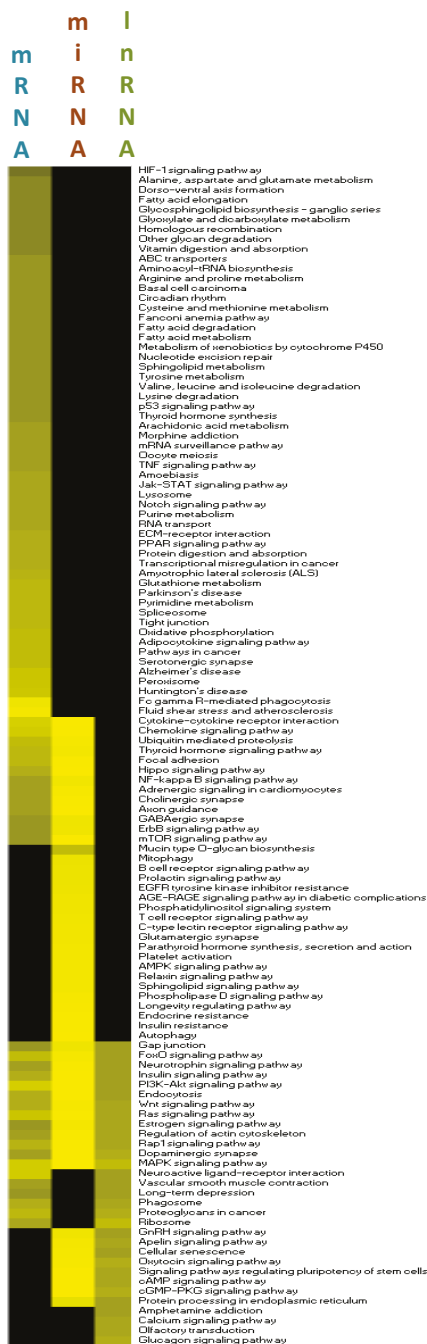 mRNA
miRNA
lnRNA
HIF-1 signaling pathway
Alanine, aspartate and glutamate metabolism
Dorso-ventral axis formation
Fatty acid elongation
Glycosphingolipid biosynthesis - ganglio series
Glyoxylate and dicarboxylate metabolism
Homologous recombination
Other glycan degradation
Vitamin digestion and absorption
ABC transporters
Aminoacyl-tRNA biosynthesis
Arginine and proline metabolism
Basal cell carcinoma
Circadian rhythm
Cysteine and methionine metabolism
Fanconi anemia pathway
Fatty acid degradation
Fatty acid metabolism
Metabolism of xenobiotics by cytochrome P450
Nucleotide excision repair
Sphingolipid metabolism
Tyrosine metabolism
Valine, leucine and isoleucine degradation
Lysine degradation
p53 signaling pathway
Thyroid hormone synthesis
Arachidonic acid metabolism
Morphine addiction
mRNA surveillance pathway
Oocyte meiosis
TNF signaling pathway
Amoebiasis
Jak-STAT signaling pathway
Lysosome
Notch signaling pathway
Purine metabolism
RNA transport
ECM-receptor interaction
PPAR signaling pathway
Protein digestion and absorption
Transcriptional misregulation in cancer
Amyotrophic lateral sclerosis (ALS)
Glutathione metabolism
Parkinson's disease
Pyrimidine metabolism
Spliceosome
Tight junction
Oxidative phosphorylation
Adipocytokine signaling pathway
Pathways in cancer
Serotonergic synapse
Alzheimer's disease
Peroxisome
Huntington's disease
Fc gamma R-mediated phagocytosis
Fluid shear stress and atherosclerosis
Cytokine-cytokine receptor interaction
Chemokine signaling pathway
Ubiquitin mediated proteolysis
Thyroid hormone signaling pathway
Focal adhesion
Hippo signaling pathway
NF-kappa B signaling pathway
Adrenergic signaling in cardiomyocytes
Cholinergic synapse
Axon guidance
GABAergic synapse
ErbB signaling pathway
mTOR signaling pathway
Mucin type O-glycan biosynthesis
Mitophagy
B cell receptor signaling pathway
Prolactin signaling pathway
EGFR tyrosine kinase inhibitor resistance
AGE-RAGE signaling pathway in diabetic complications
Phosphatidylinositol signaling system
T cell receptor signaling pathway
C-type lectin receptor signaling pathway
Glutamatergic synapse
Parathyroid hormone synthesis, secretion and action
Platelet activation
AMPK signaling pathway
Relaxin signaling pathway
Sphingolipid signaling pathway
Phospholipase D signaling pathway
Longevity regulating pathway
Endocrine resistance
Insulin resistance
Autophagy
Gap junction
FoxO signaling pathway
Neurotrophin signaling pathway
Insulin signaling pathway
PI3K-Akt signaling pathway
Endocytosis
Wnt signaling pathway
Ras signaling pathway
Estrogen signaling pathway
Regulation of actin cytoskeleton
Rap1 signaling pathway
Dopaminergic synapse
MAPK signaling pathway
Neuroactive ligand-receptor interaction
Vascular smooth muscle contraction
Long-term depression
Phagosome
Proteoglycans in cancer
Ribosome
GnRH signaling pathway
Apelin signaling pathway
Cellular senescence
Oxytocin signaling pathway
Signaling pathways regulating pluripotency of stem cells
cAMP signaling pathway
cGMP-PKG signaling pathway
Protein processing in endoplasmic reticulum
Amphetamine addiction
Calcium signaling pathway
Olfactory transduction
Glucagon signaling pathway